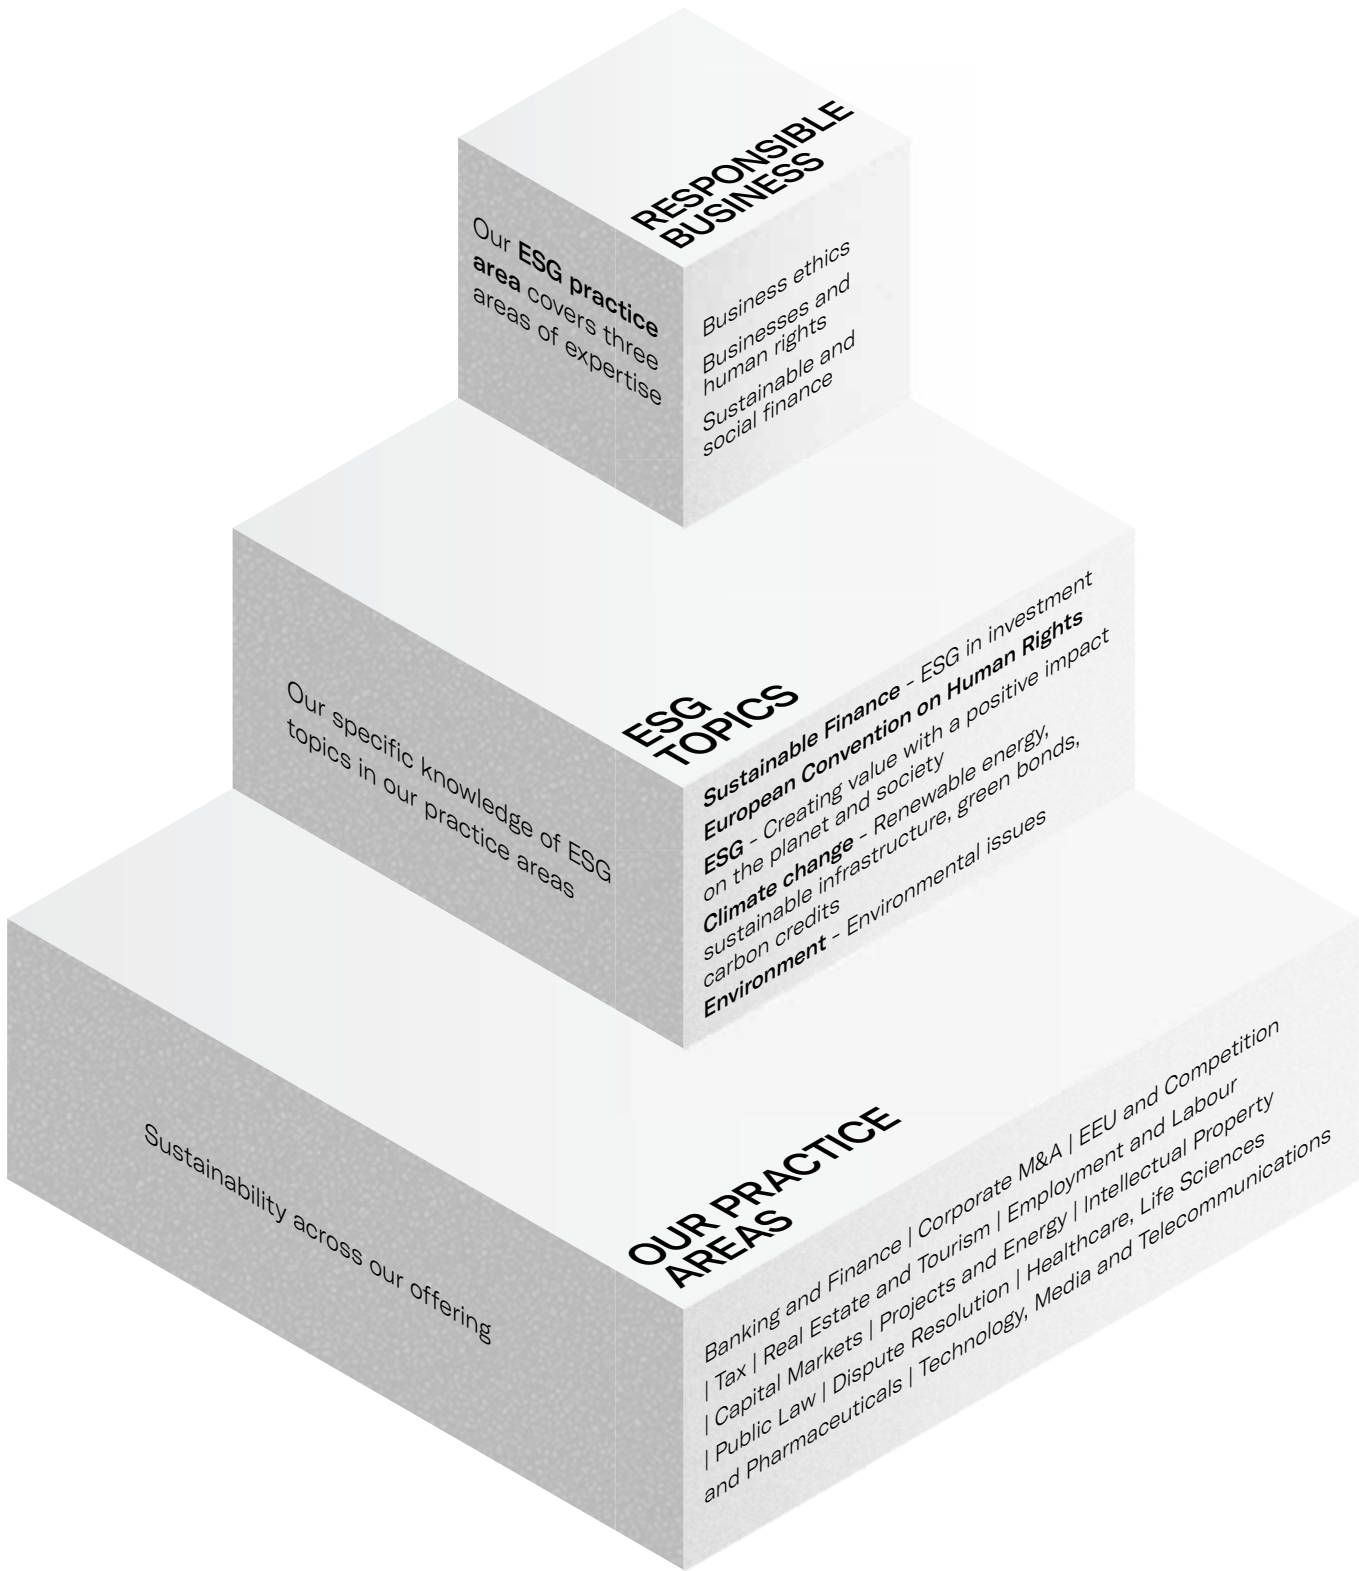 RESPONSIBLE
BUSINESS
Our ESG practice
area covers three
areas of expertise
Business ethics
Businesses and
human rights
Sustainable and
social finance
ESG
TOPICS
Our specific knowledge of ESG
topics in our practice areas
Sustainable Finance - ESG in investment
European Convention on Human Rights
ESG - Creating value with a positive impact
on the planet and society
Climate change - Renewable energy,
sustainable infrastructure, green bonds,
carbon credits
Environment - Environmental issues
OUR PRACTICE
AREAS
Sustainability across our offering
Banking and Finance | Corporate M&A | EEU and Competition
| Tax | Real Estate and Tourism | Employment and Labour
| Capital Markets | Projects and Energy | Intellectual Property
| Public Law | Dispute Resolution | Healthcare, Life Sciences
and Pharmaceuticals | Technology, Media and Telecommunications